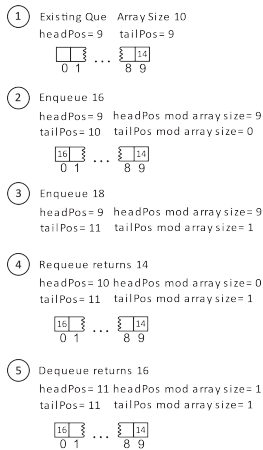 1 Existing Que Array Size 10
headPos= 9 tailPos= 9
14
0 1 ... 8 9
2 Enqueue 16
headPos= 9 headPos mod array size= 9
tailPos= 10 tailPos mod array size= 0
16 14
0 1 ... 8 9
3 Enqueue 18
headPos= 9 headPos mod array size= 9
tailPos= 11 tailPos mod array size= 1
4 Requeue returns 14
headPos= 10 headPos mod array size= 0
tailPos= 11 tailPos mod array size= 1
16 14
0 1 ... 8 9
5 Dequeue returns 16
headPos= 11 headPos mod array size= 1
tailPos= 11 tailPos mod array size= 1
16 14
0 1 ... 8 9